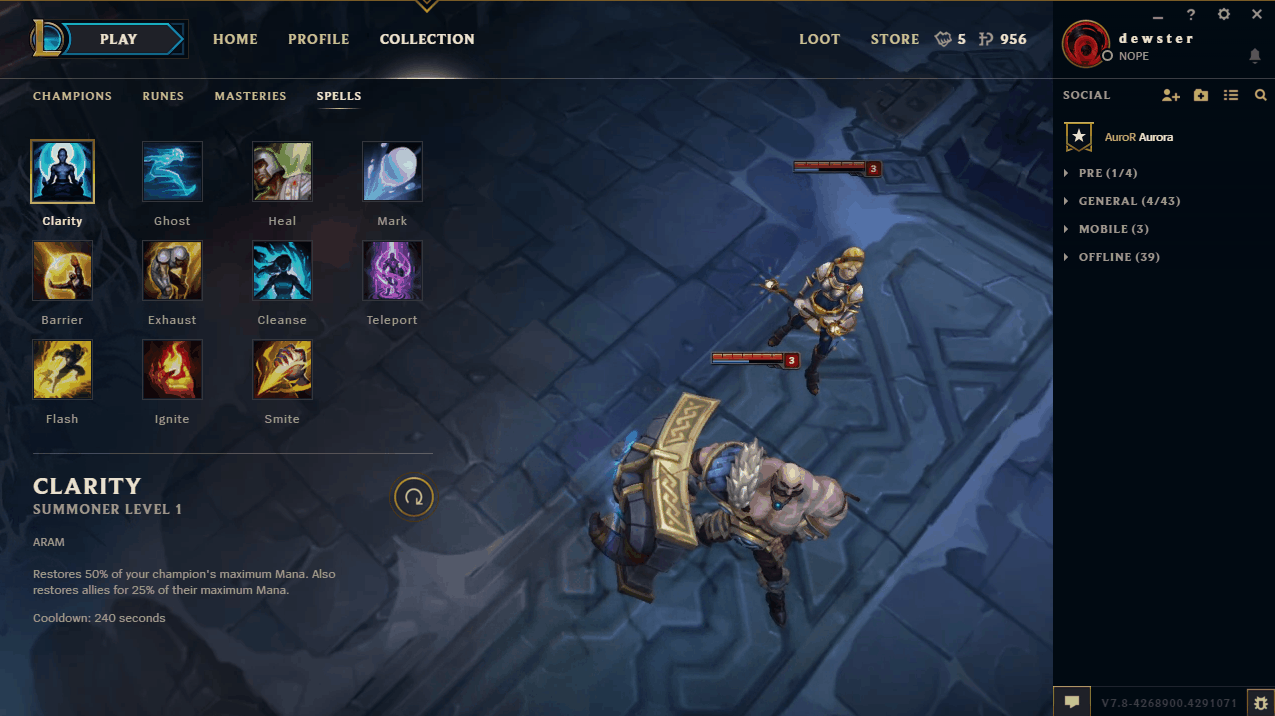 PLAY HOME PROFILE COLLECTION LOOT STORE 5 956
? dewster
NOPE
CHAMPIONS RUNES MASTERIES SPELLS
SOCIAL
AuroR Aurora
PRE (1/4)
GENERAL (4/43)
MOBILE (3)
OFFLINE (39)
3
3
Clarity Ghost Heal Mark
Barrier Exhaust Cleanse Teleport
Flash Ignite Smite
CLARITY
SUMMONER LEVEL 1
ARAM
Restores 50% of your champion's maximum Mana. Also
restores allies for 25% of their maximum Mana.
Cooldown: 240 seconds
V7.8-4268900.4291071